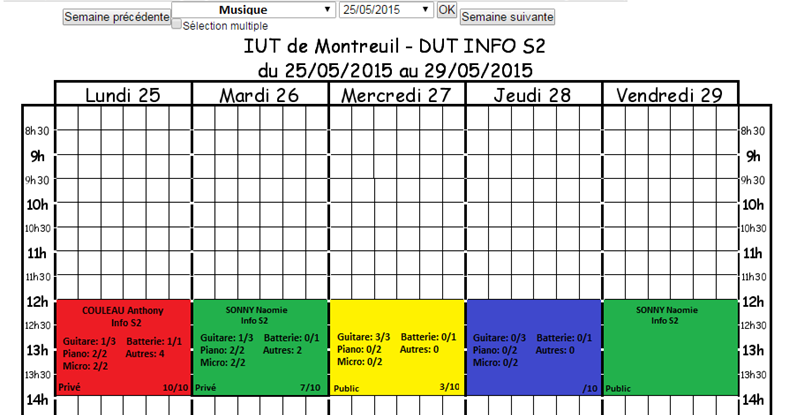 Semaine précédente Musique 25/05/2015 OK Semaine suivante
Sélection multiple
IUT de Montreuil - DUT INFO S2
du 25/05/2015 au 29/05/2015
Lundi 25 Mardi 26 Mercredi 27 Jeudi 28 Vendredi 29
8h30 8h30
9h 9h
9h30 9h30
10h 10h
10h30 10h30
11h 11h
11h30 11h30
12h 12h
12h30 12h30
13h 13h
13h30 13h30
14h 14h
COULEAU Anthony
Info S2
Guitare: 1/3 Batterie: 1/1
Piano: 2/2 Autres: 4
Micro: 2/2
Privé 10/10
SONNY Naomie
Info S2
Guitare: 1/3 Batterie: 0/1
Piano: 2/2 Autres: 2
Micro: 2/2
Privé 7/10
Guitare: 3/3 Batterie: 0/1
Piano: 0/2 Autres: 0
Micro: 0/2
Public 3/10
Guitare: 0/3 Batterie: 0/1
Piano: 0/2 Autres: 0
Micro: 0/2
/10
SONNY Naomie
Info S2
Public